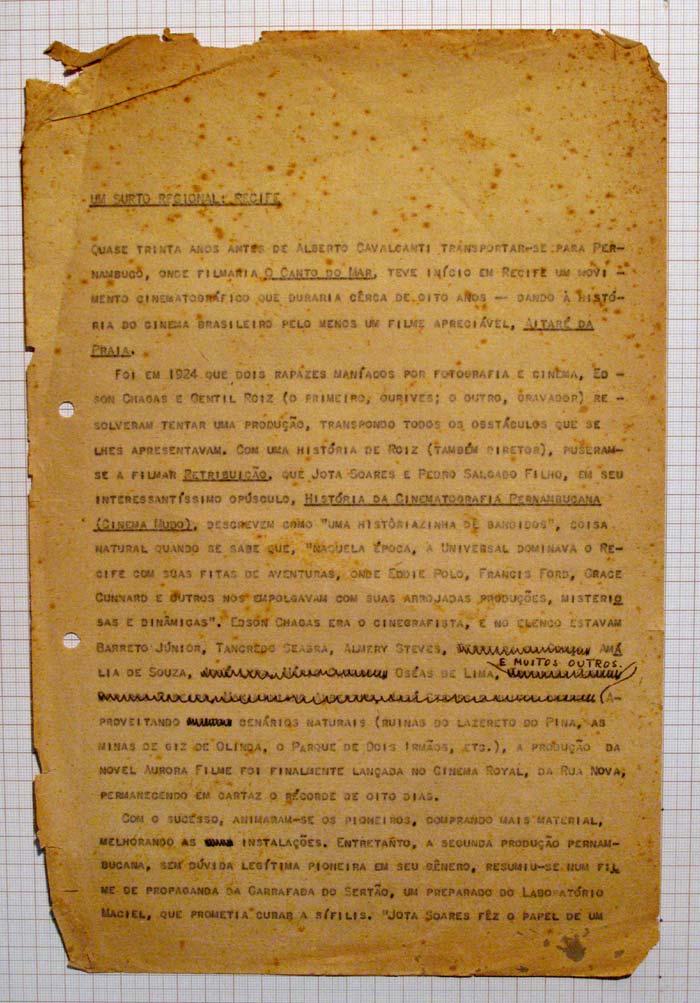 UM SURTO REGIONAL: RECIFE
QUASE TRINTA ANOS ANTES DE ALBERTO CAVALCANTI TRANSPORTAR-SE PARA PER-
NAMBUCO, ONDE FILMARIA O CANTO DO MAR, TEVE INÍCIO EM RECIFE UM MOVI-
MENTO CINEMATOGRÁFICO QUE DURARIA CÊRCA DE OITO ANOS — DANDO À HISTÓ-
RIA DO CINEMA BRASILEIRO PELO MENOS UM FILME APRECIÁVEL, AITARÉ DA
PRAIA.
FOI EM 1924 QUE DOIS RAPAZES MANÍACOS POR FOTOGRAFIA E CINEMA, ED-
SON CHAGAS E GENTIL ROIZ (O PRIMEIRO, OURIVES; O OUTRO, GRAVADOR) RE-
SOLVERAM TENTAR UMA PRODUÇÃO, TRANSPONDO TODOS OS OBSTÁCULOS QUE SE
LHES APRESENTAVAM. COM UMA HISTÓRIA DE ROIZ (TAMBÉM DIRETOR), PUSERAM-
SE A FILMAR RETRIBUIÇÃO, QUE JOTA SOARES E PEDRO SALGADO FILHO, EM SEU
INTERESSANTÍSSIMO OPÚSCULO, HISTÓRIA DA CINEMATOGRAFIA PERNAMBUCANA
(CINEMA MUDO), DESCREVEM COMO "UMA HISTÒRIAZINHA DE BANDIDOS", COISA
NATURAL QUANDO SE SABE QUE, "NAQUELA ÉPOCA, A UNIVERSAL DOMINAVA O RE-
CIFE COM SUAS FITAS DE AVENTURAS, ONDE EDDIE POLO, FRANCIS FORD, GRACE
CUNNARD E OUTROS NOS EMPOLGAVAM COM SUAS ARROJADAS PRODUÇÕES, MISTERIO
SAS E DINÂMICAS". EDSON CHAGAS ERA O CINEGRAFISTA, E NO ELENCO ESTAVAM
BARRETO JÚNIOR, TANCREDO SEABRA, ALMERY STEVES, AMÁ
LIA DE SOUZA, OSÉAS DE LIMA, E MUITOS OUTROS.
A-
PROVEITANDO CENÁRIOS NATURAIS (RUINAS DO LAZERETO DO PINA, AS
MINAS DE GIZ DE OLINDA, O PARQUE DE DOIS IRMÃOS, ETC.), A PRODUÇÃO DA
NOVEL AURORA FILME FOI FINALMENTE LANÇADA NO CINEMA ROYAL, DA RUA NOVA,
PERMANECENDO EM CARTAZ O RÉCORDE DE OITO DIAS.
COM O SUCESSO, ANIMARAM-SE OS PIONEIROS, COMPRANDO MAIS MATERIAL,
MELHORANDO AS INSTALAÇÕES. ENTRETANTO, A SEGUNDA PRODUÇÃO PERNAM-
BUCANA, SEM DÚVIDA LEGÍTIMA PIONEIRA EM SEU GÊNERO, RESUMIU-SE NUM FIL
ME DE PROPAGANDA DA GARRAFADA DO SERTÃO, UM PREPARADO DO LABORATÓRIO
MACIEL, QUE PROMETIA CURAR A SÍFILIS. "JOTA SOARES FÊZ O PAPEL DE UM